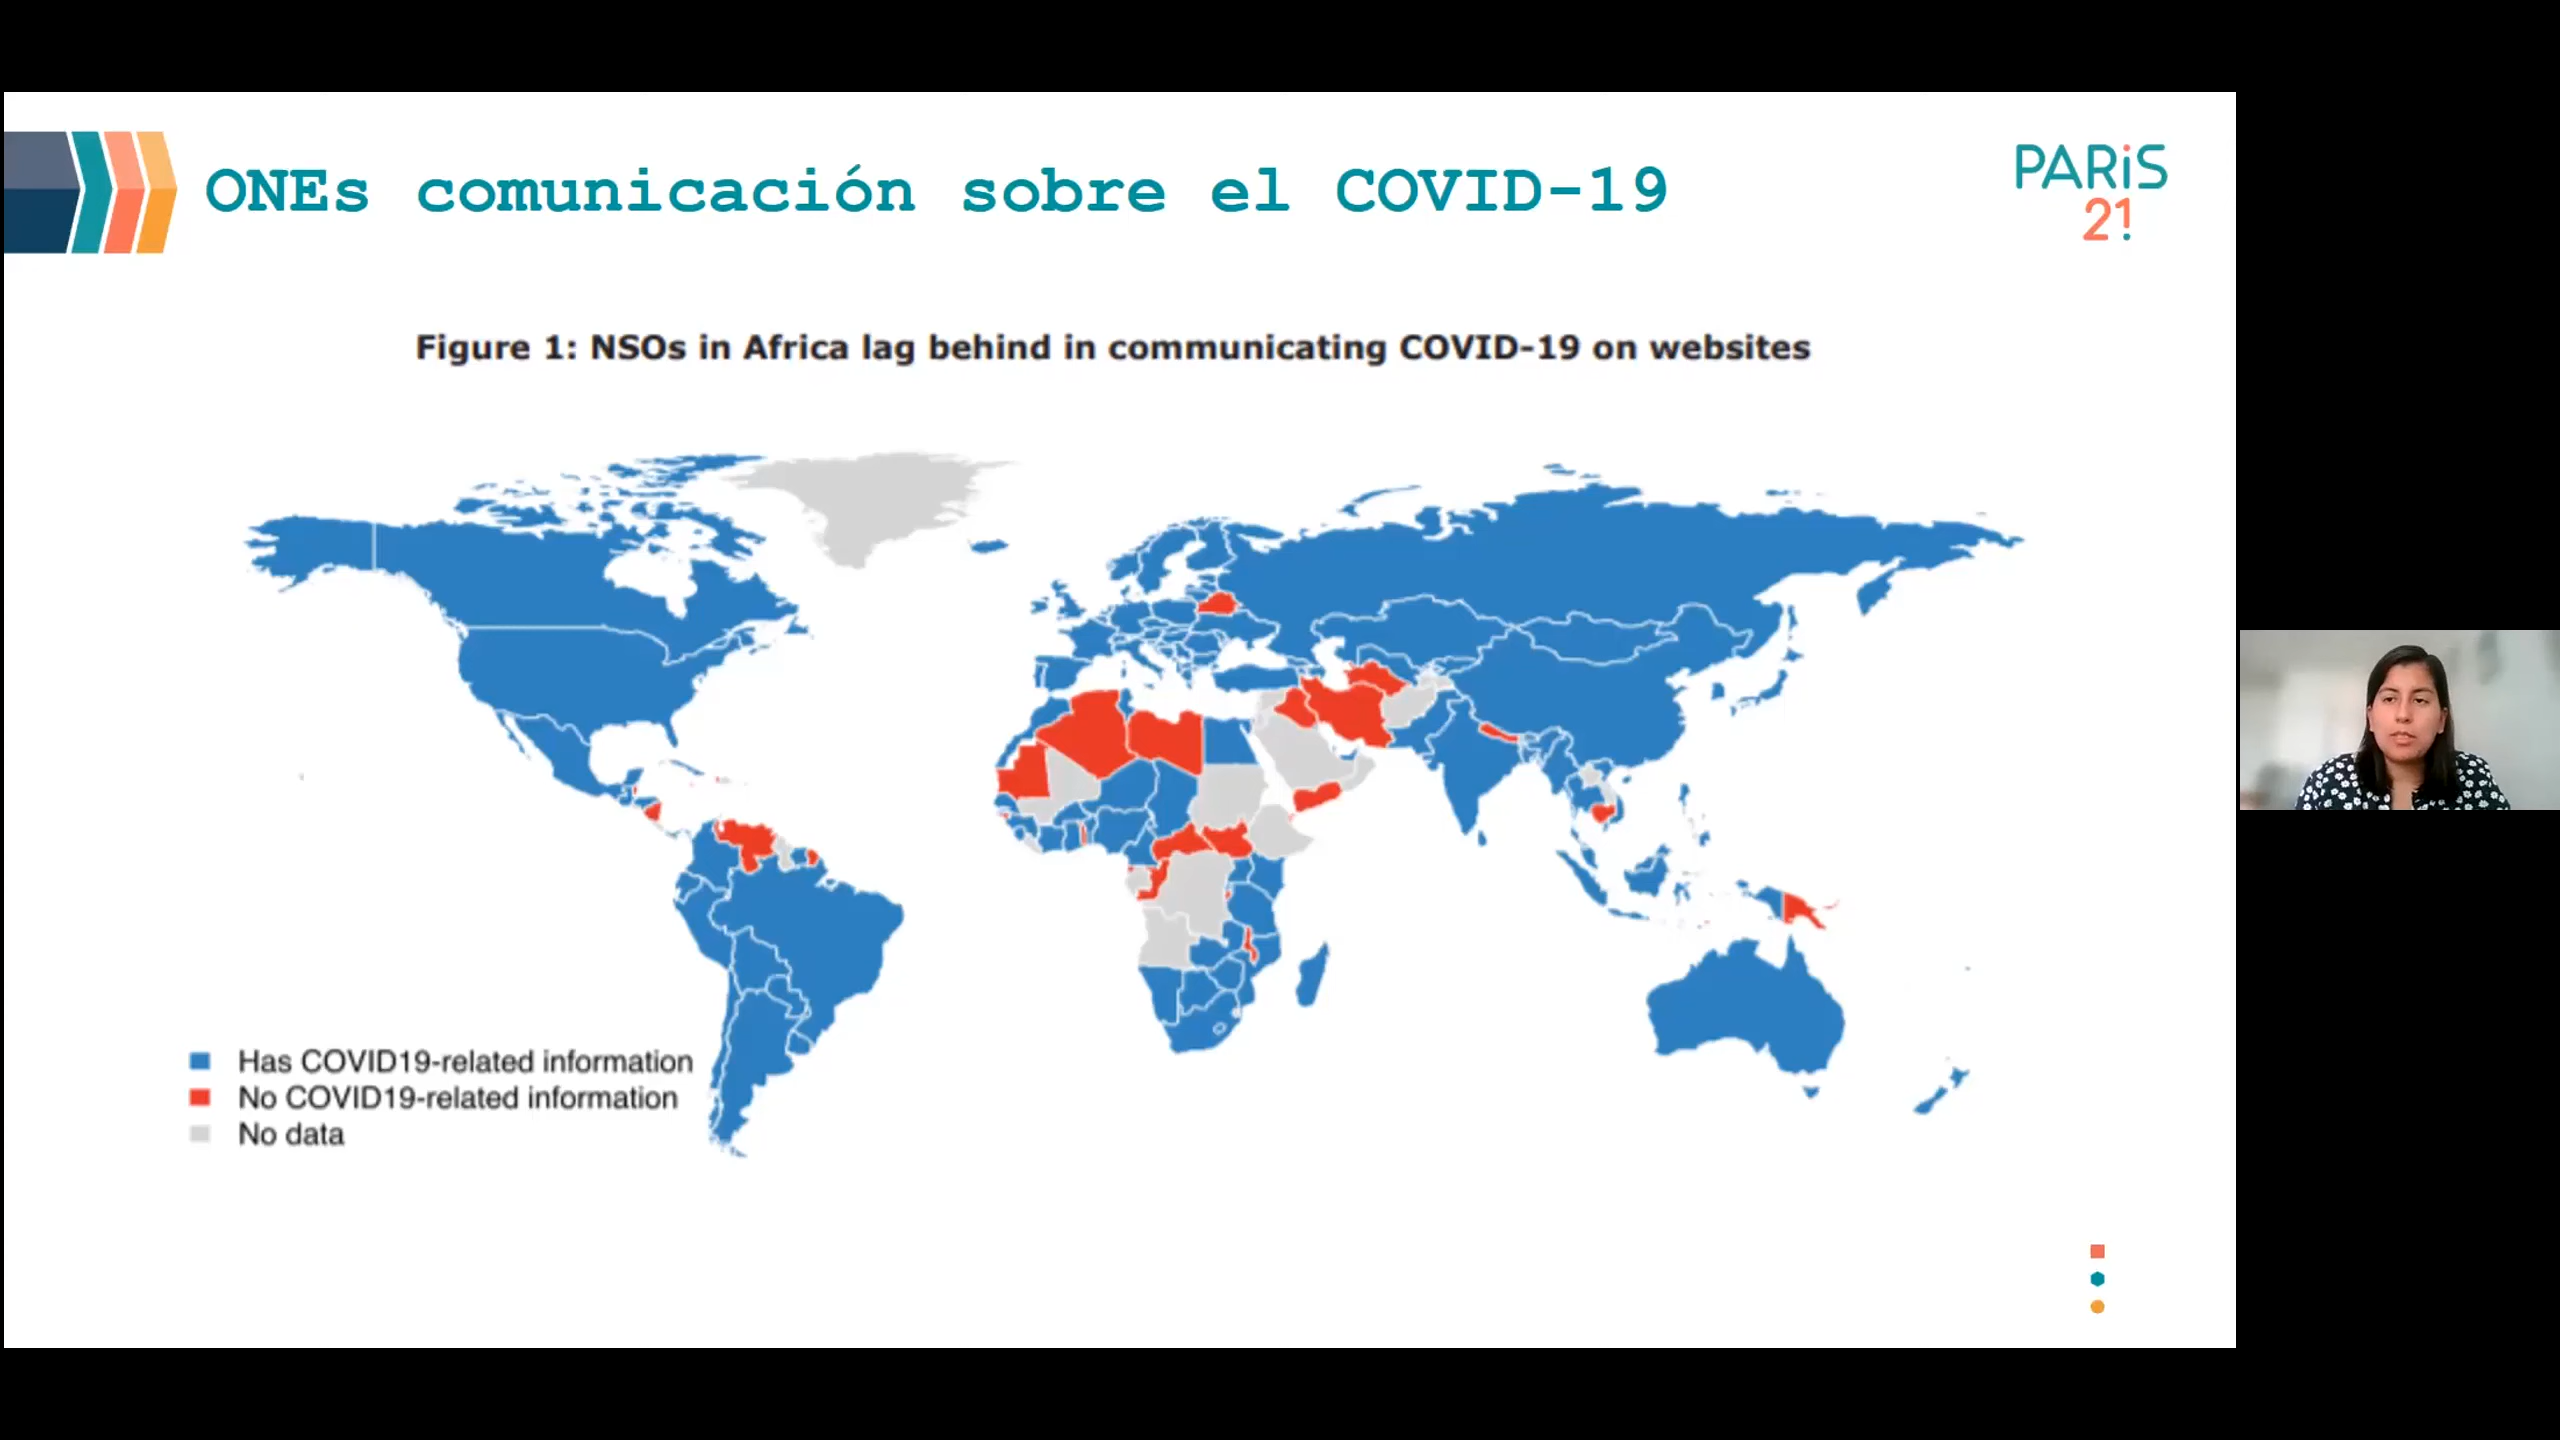 ONEs comunicación sobre el COVID-19
PARiS
21
Figure 1: NSOs in Africa lag behind in communicating COVID-19 on websites
Has COVID19-related information
No COVID19-related information
No data